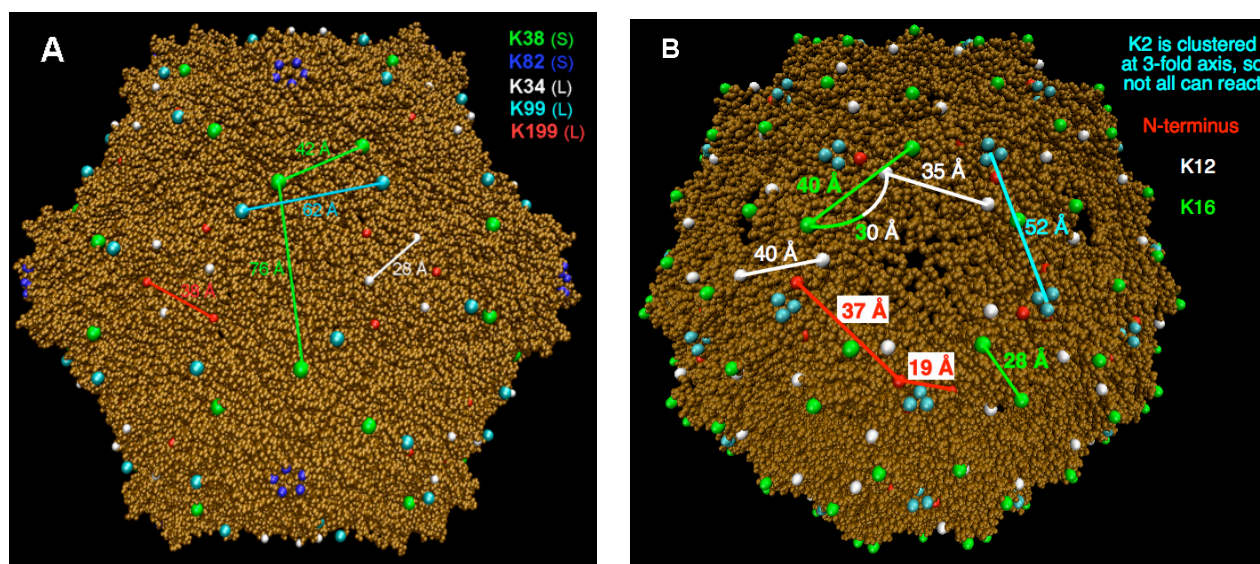 A
K38 (S)
K82 (S)
K34 (L)
K99 (L)
K199 (L)
42 Å
62 Å
76 Å
28 Å
39 Å
B
K2 is clustered
at 3-fold axis, so
not all can react
N-terminus
K12
K16
40 Å
35 Å
30 Å
52 Å
40 Å
37 Å
19 Å
28 Å